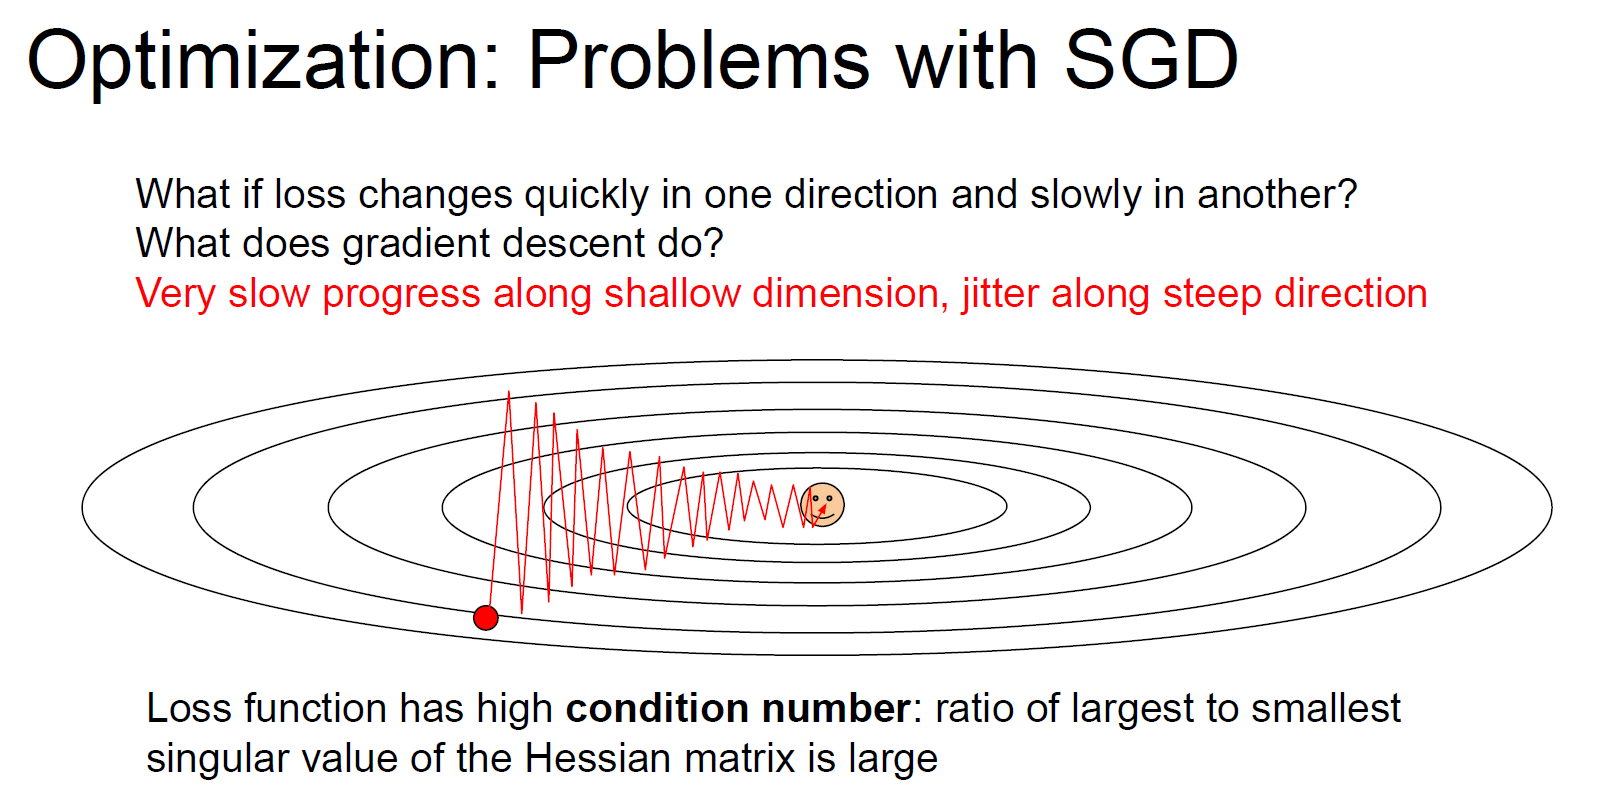 Optimization: Problems with SGD
What if loss changes quickly in one direction and slowly in another?
What does gradient descent do?
Very slow progress along shallow dimension, jitter along steep direction
Loss function has high condition number: ratio of largest to smallest
singular value of the Hessian matrix is large